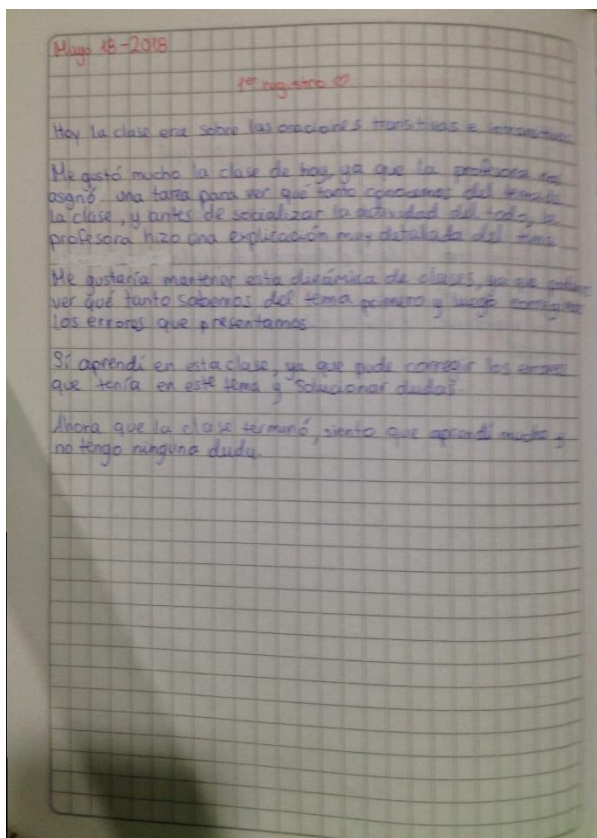 Mayo 18-2018
1er registro ♡
Hoy la clase era sobre las oraciones transitivas e intransitivas
Me gustó mucho la clase de hoy, ya que la profesora nos
asignó una tarea para ver qué tanto conocíamos del tema de
la clase, y antes de socializar la actividad del todo, la
profesora hizo una explicación muy detallada del tema
Me gustaría mantener esta dinámica de clases, ya que
ver qué tanto sabemos del tema primero y luego
los errores que presentamos.
Si aprendí en esta clase, ya que pude corregir los errores
que tenía en este tema y solucionar dudas.
Ahora que la clase terminó, siento que aprendí mucho y
no tengo ninguna duda.